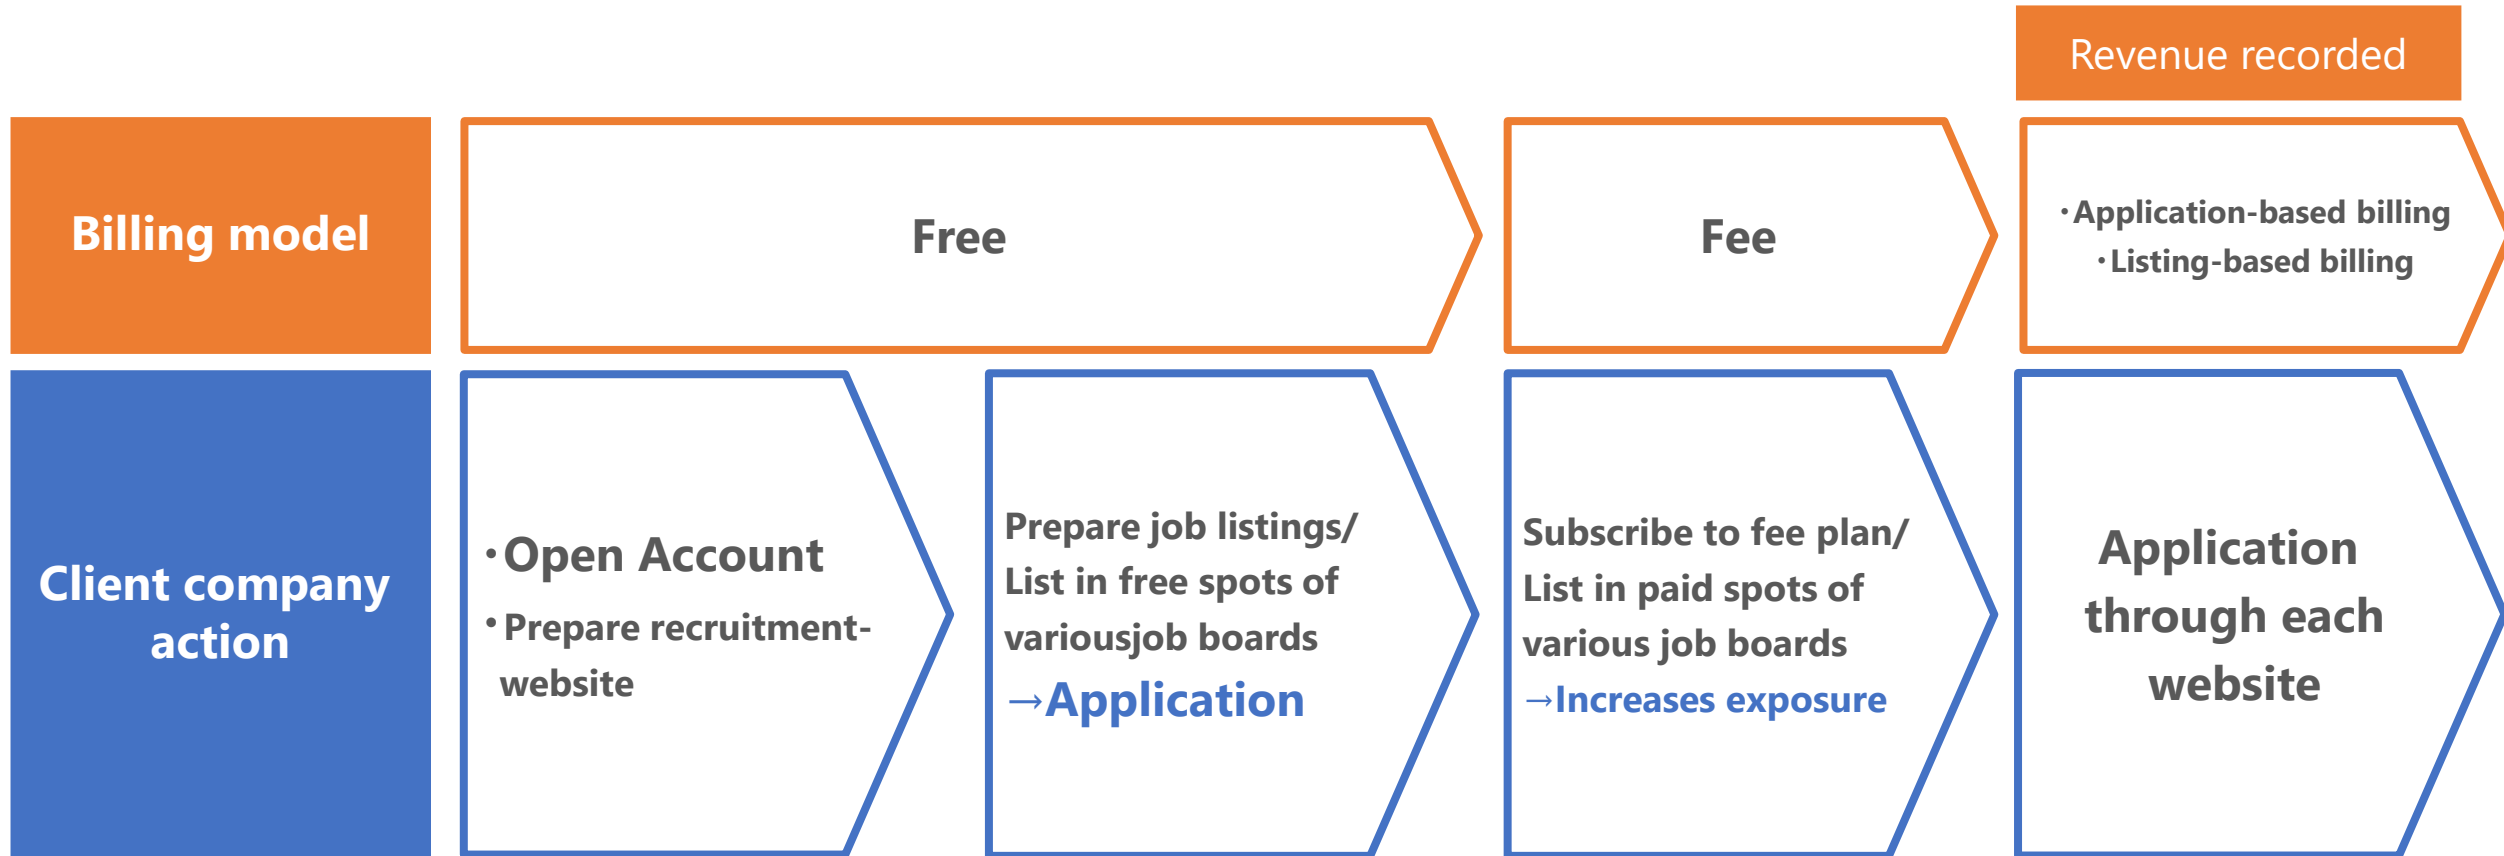 Revenue recorded
Billing model
Free
Fee
・Application-based billing
・Listing-based billing
Client company
action
・Open Account
・Prepare recruitment-
website
Prepare job listings/
List in free spots of
variousjob boards
→Application
Subscribe to fee plan/
List in paid spots of
various job boards
→Increases exposure
Application
through each
website